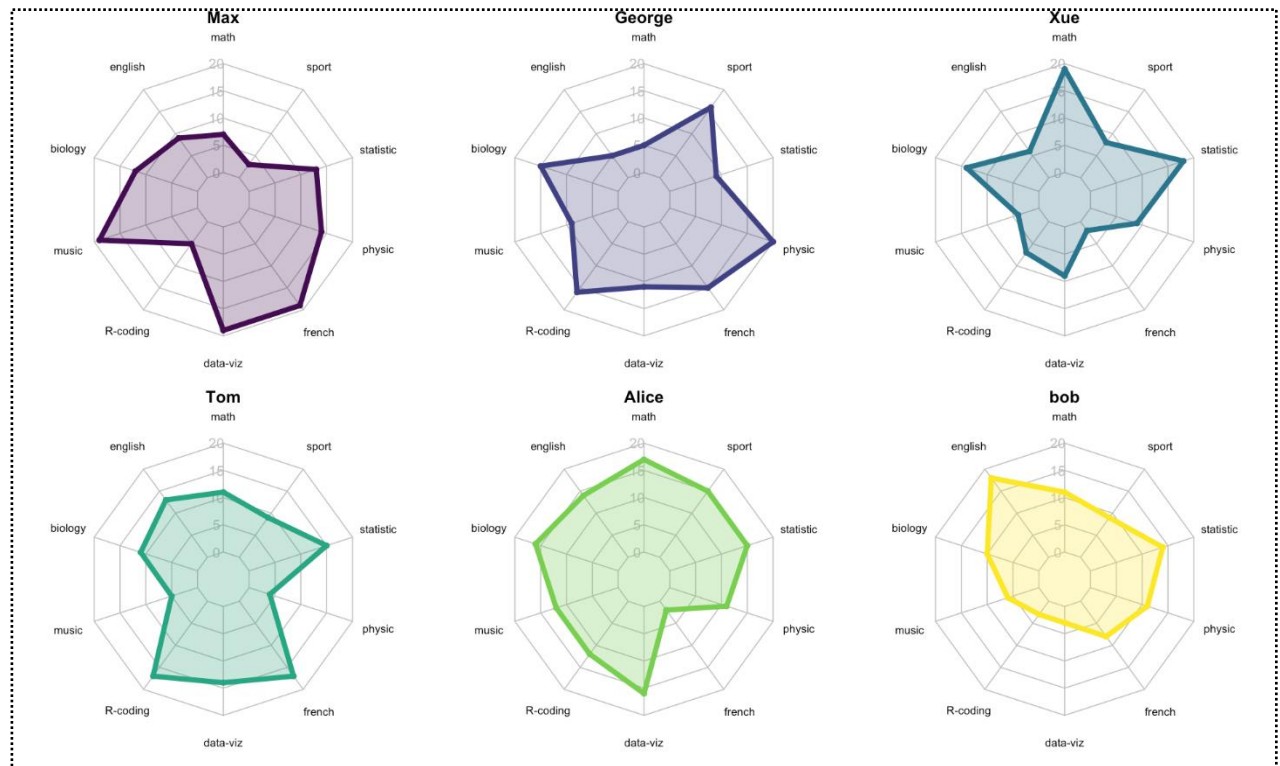 Max
math
english
sport
biology
statistic
music
physic
R-coding
french
data-viz
20
15
10
5
0
George
math
english
sport
biology
statistic
music
physic
R-coding
french
data-viz
20
15
10
5
0
Xue
math
english
sport
biology
statistic
music
physic
R-coding
french
data-viz
20
15
10
5
0
Tom
math
english
sport
biology
statistic
music
physic
R-coding
french
data-viz
20
15
10
5
0
Alice
math
english
sport
biology
statistic
music
physic
R-coding
french
data-viz
20
15
10
5
0
bob
math
english
sport
biology
statistic
music
physic
R-coding
french
data-viz
20
15
10
5
0